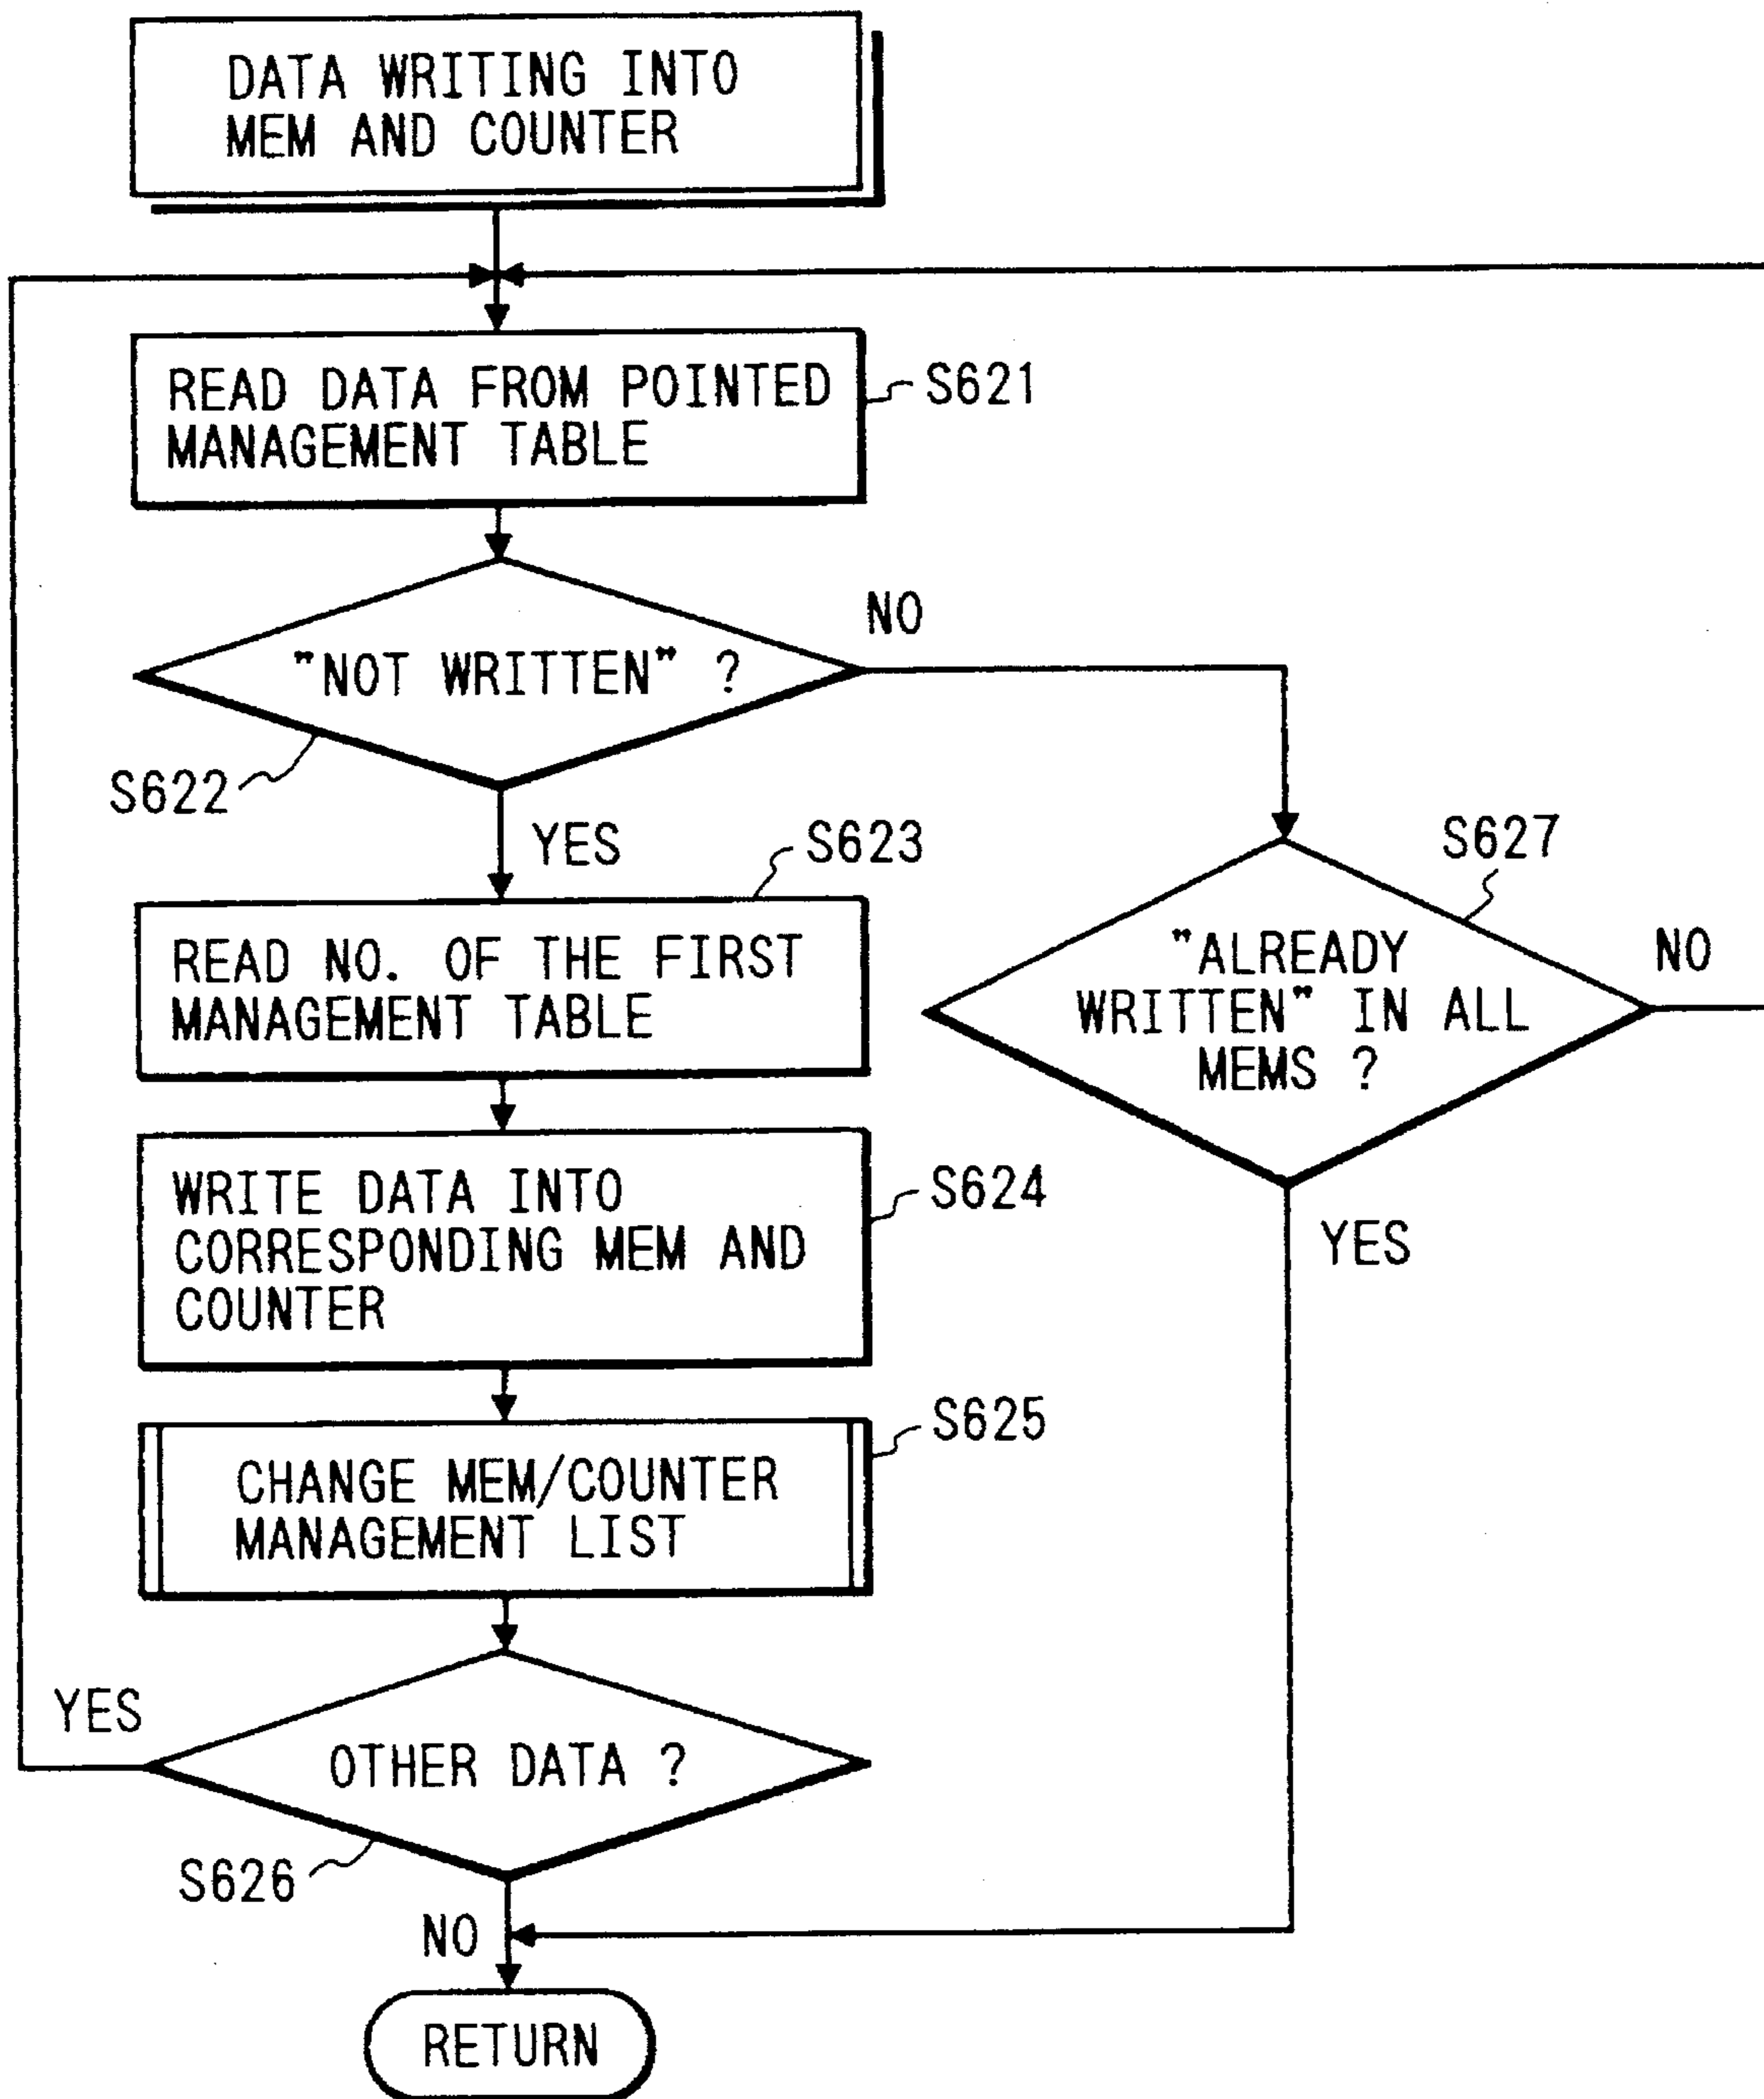 DATA WRITING INTO
MEM AND COUNTER
READ DATA FROM POINTED
MANAGEMENT TABLE
S621
"NOT WRITTEN" ?
NO
S622
YES
S623
S627
READ NO. OF THE FIRST
MANAGEMENT TABLE
"ALREADY
WRITTEN" IN ALL
MEMS ?
NO
WRITE DATA INTO
CORRESPONDING MEM AND
COUNTER
S624
YES
S625
CHANGE MEM/COUNTER
MANAGEMENT LIST
YES
OTHER DATA ?
S626
NO
RETURN